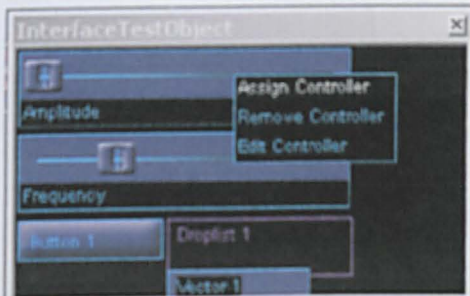 InterfaceTestObject
Assign Controller
Amplitude
Remove Controller
Edit Controller
Frequency
Button 1
Droplist 1
Vector 1